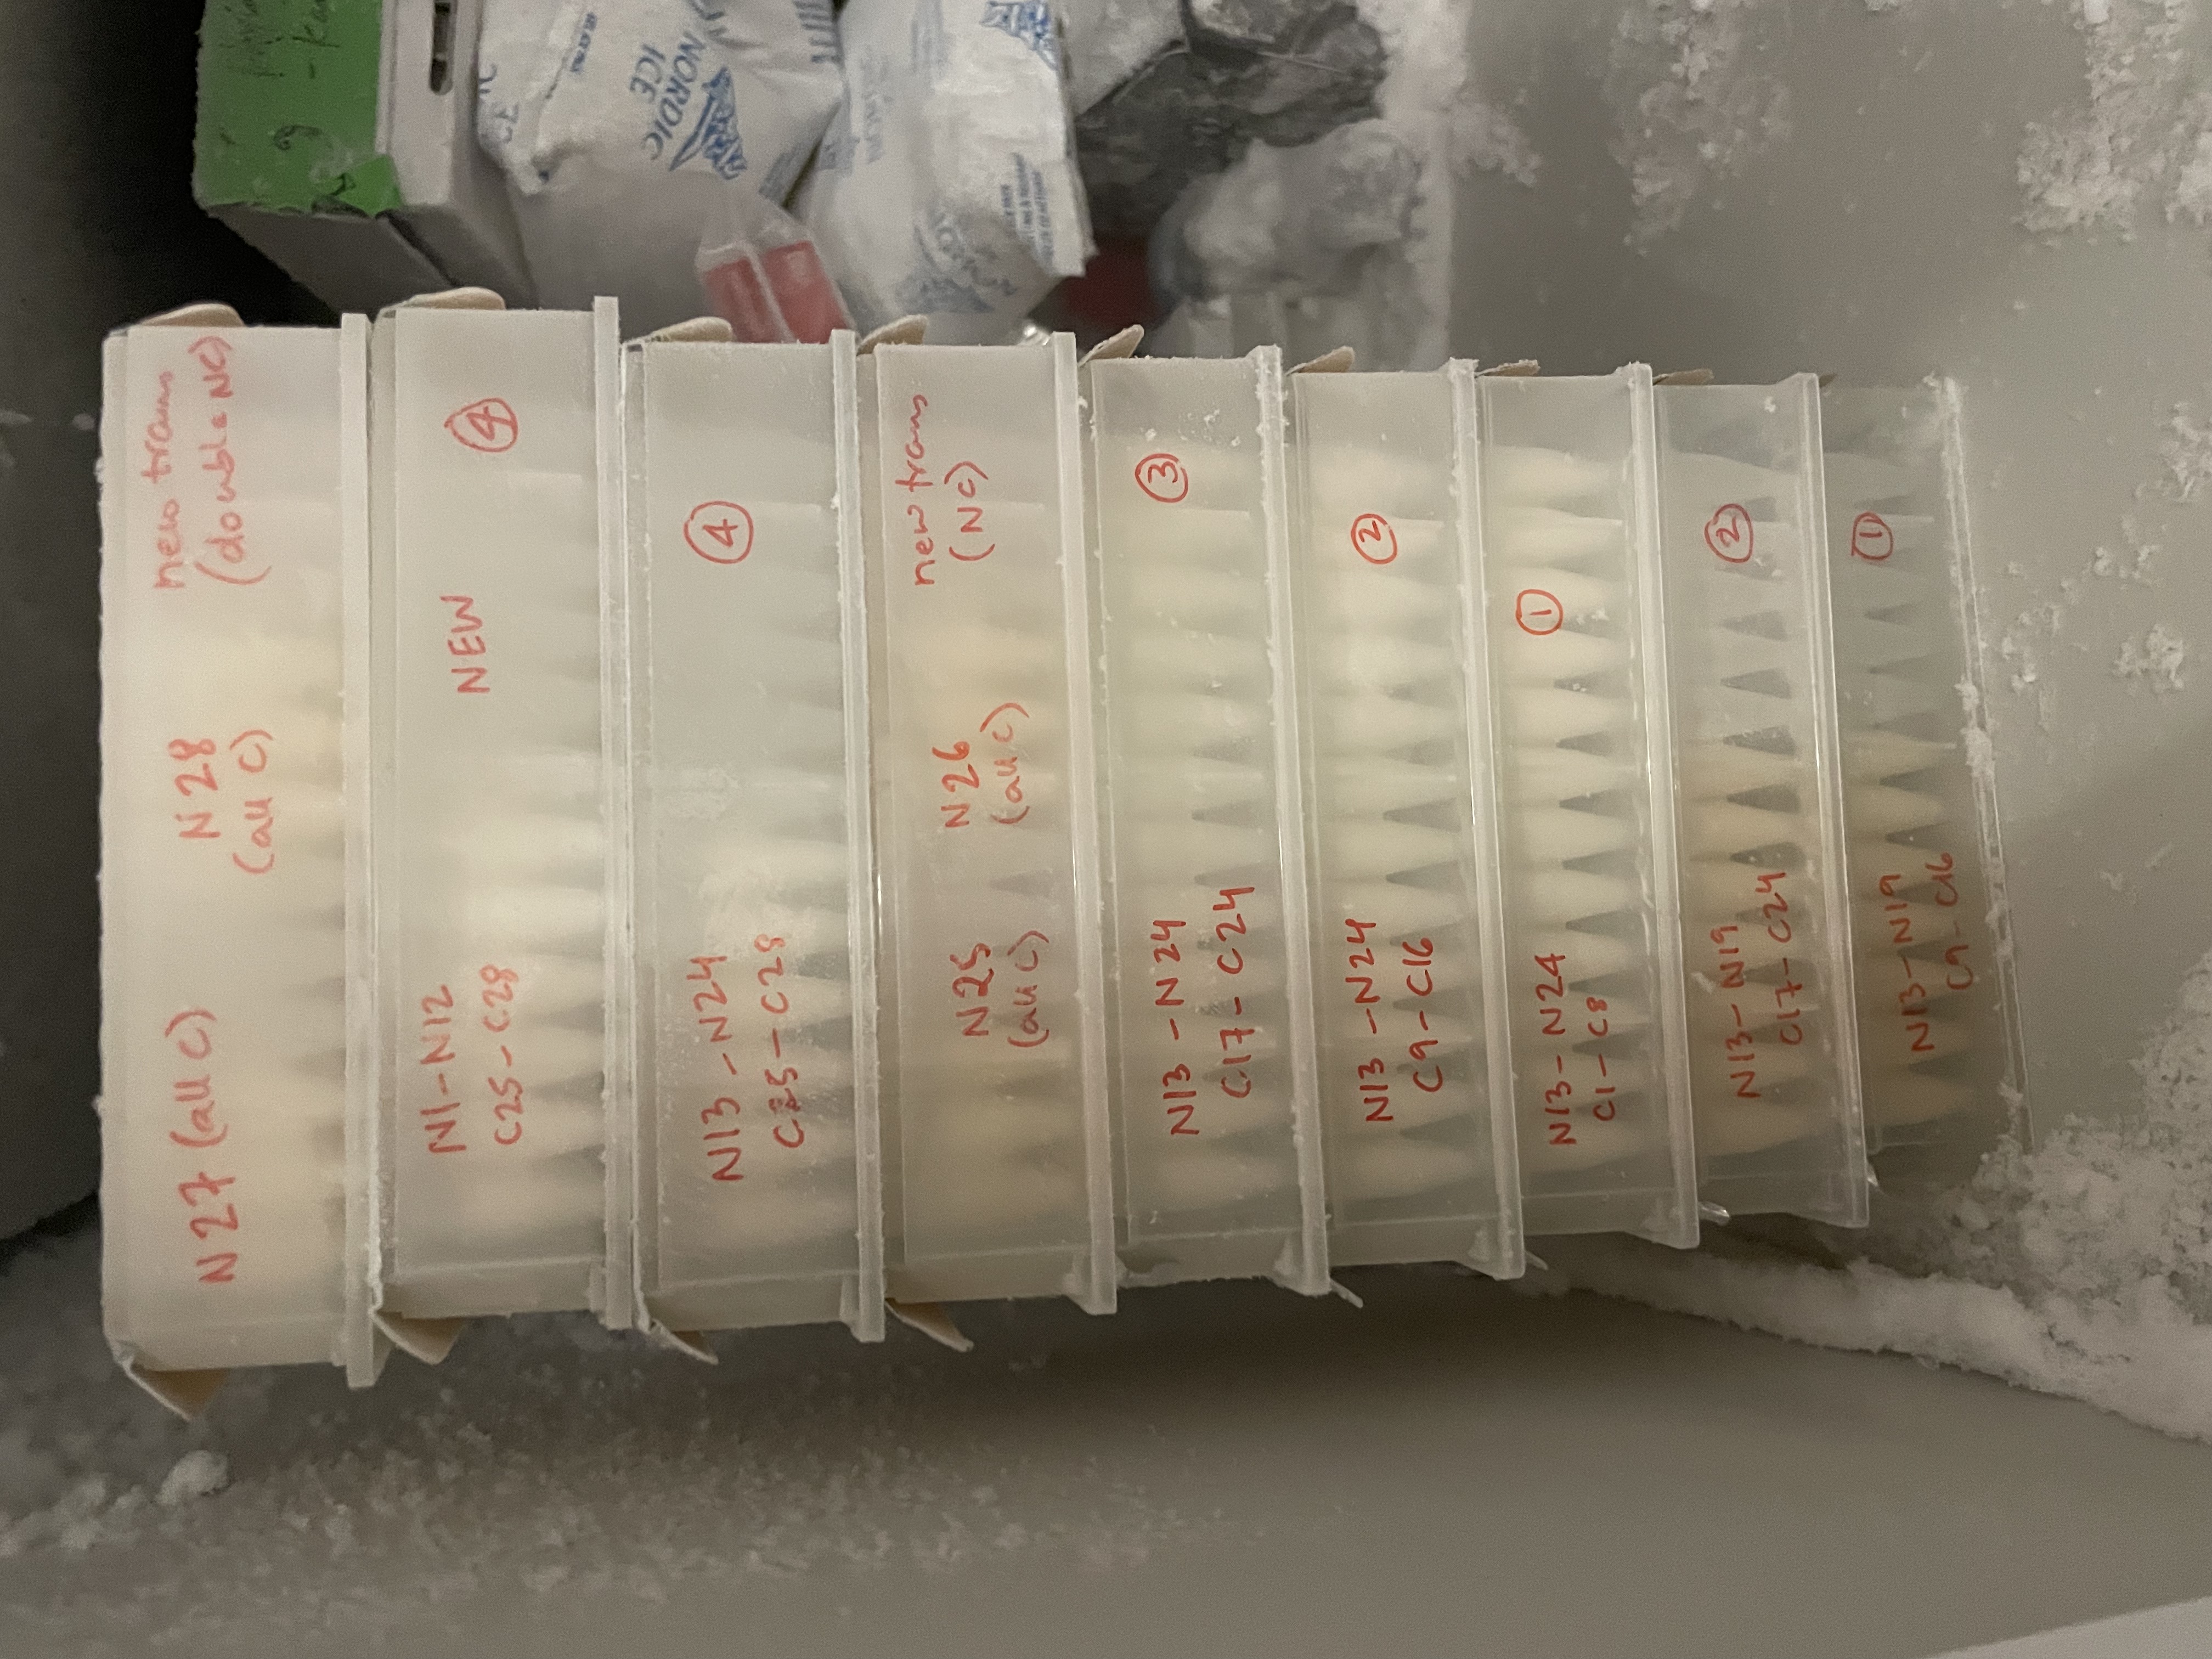 N27 (all C)
N28
(all C)
new trans
(double NC)
N1-N12
C25-C28
NEW
4
N13-N24
C25-C28
4
N25
(all C)
N26
(all C)
new trans
(NC)
N13-N24
C17-C24
3
N13-N24
C9-C16
2
N13-N24
C1-C8
1
N13-N19
C17-C24
2
N13-N19
C9-C16
1
NORDIC
ICE